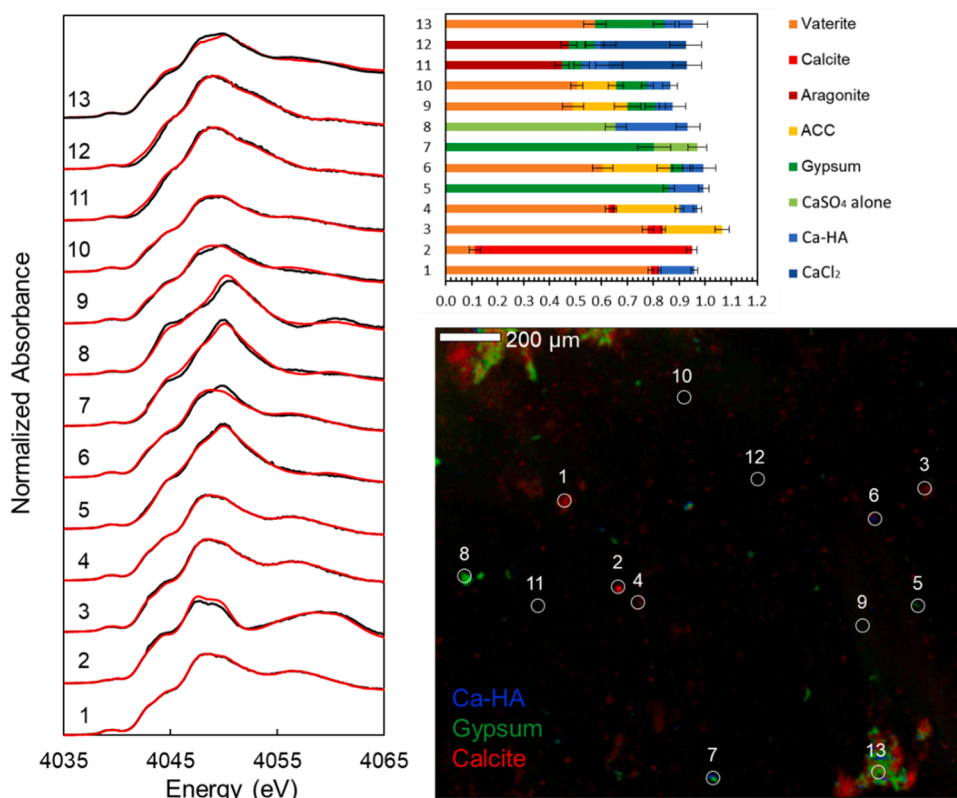 Normalized Absorbance
13
12
11
10
9
8
7
6
5
4
3
2
1
4035 4045 4055 4065
Energy (eV)
13
12
11
10
9
8
7
6
5
4
3
2
1
0.0 0.1 0.2 0.3 0.4 0.5 0.6 0.7 0.8 0.9 1.0 1.1 1.2
Vaterite
Calcite
Aragonite
ACC
Gypsum
CaSO₄ alone
Ca-HA
CaCl₂
200 µm
10
12
3
1
6
8
2
4
11
5
9
7
13
Ca-HA
Gypsum
Calcite